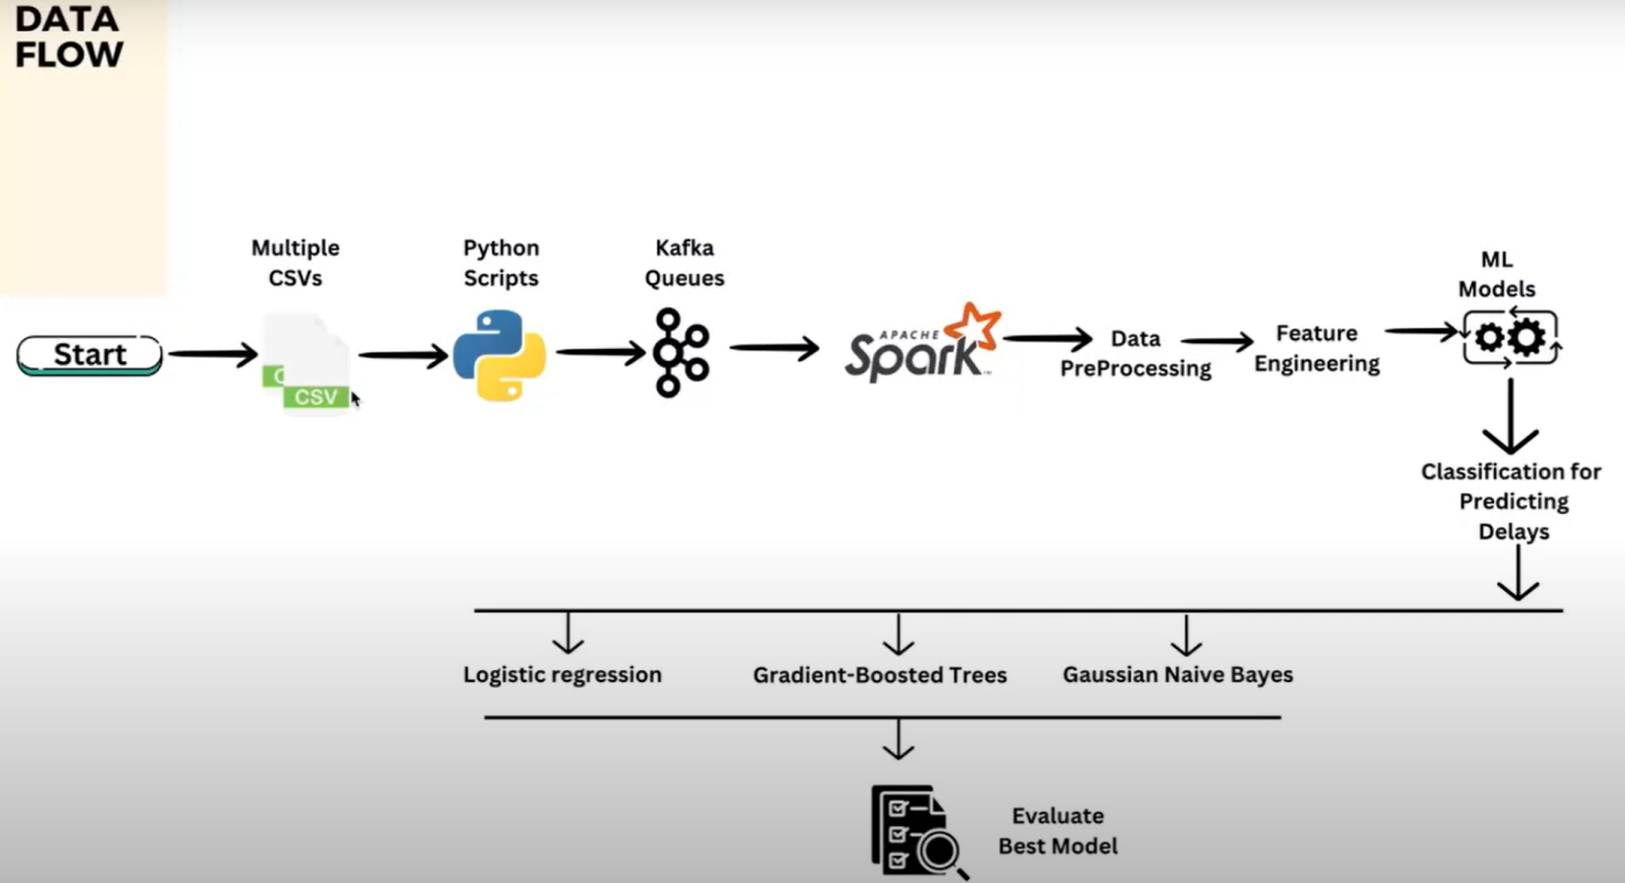 DATA
FLOW
Multiple
CSVs
Python
Scripts
Kafka
Queues
ML
Models
Start
CSV
APACHE
Spark
Data
PreProcessing
Feature
Engineering
Classification for
Predicting
Delays
Logistic regression
Gradient-Boosted Trees
Gaussian Naive Bayes
Evaluate
Best Model